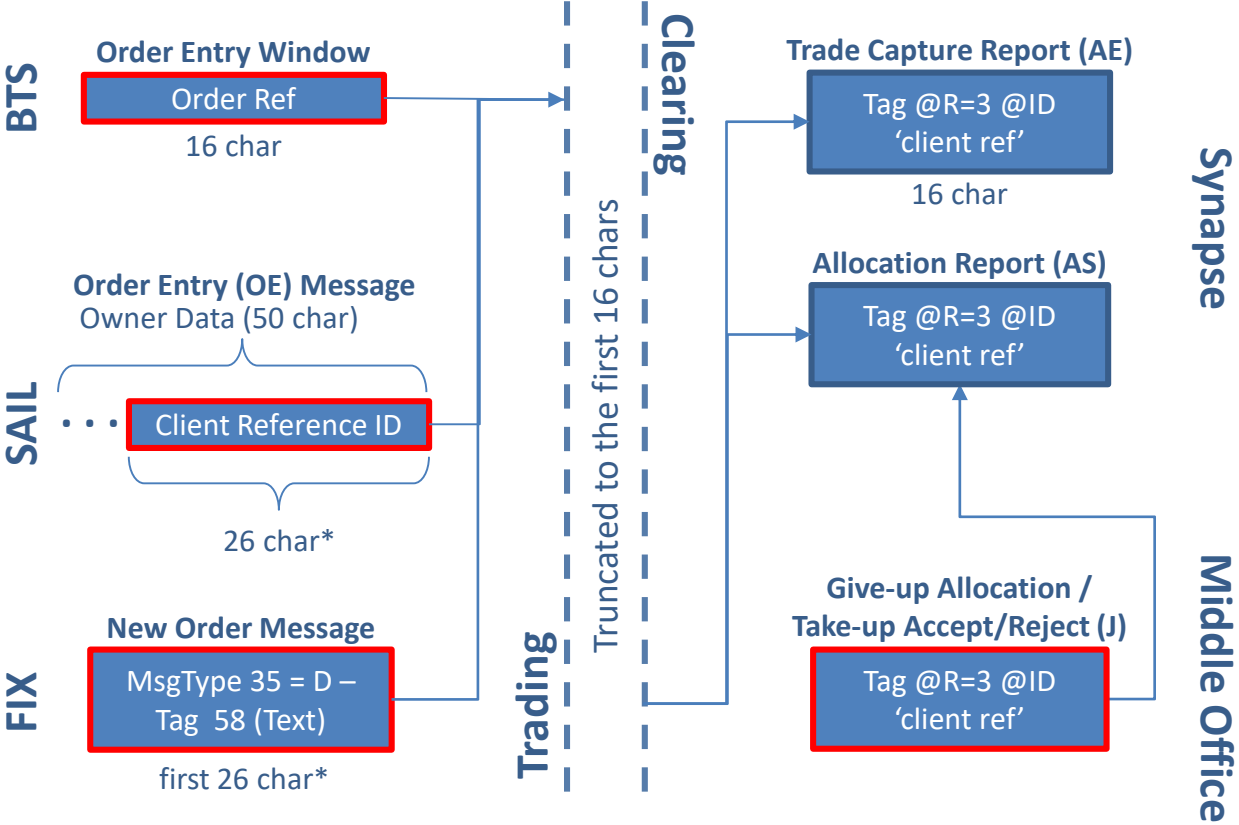 BTS
Order Entry Window
Order Ref
16 char
SAIL
Order Entry (OE) Message
Owner Data (50 char)
. . .
Client Reference ID
26 char*
FIX
New Order Message
MsgType 35 = D –
Tag  58 (Text)
first 26 char*
Trading
Truncated to the first 16 chars
Clearing
Trade Capture Report (AE)
Tag @R=3 @ID
‘client ref’
16 char
Allocation Report (AS)
Tag @R=3 @ID
‘client ref’
Synapse
Give-up Allocation /
Take-up Accept/Reject (J)
Tag @R=3 @ID
‘client ref’
Middle Office